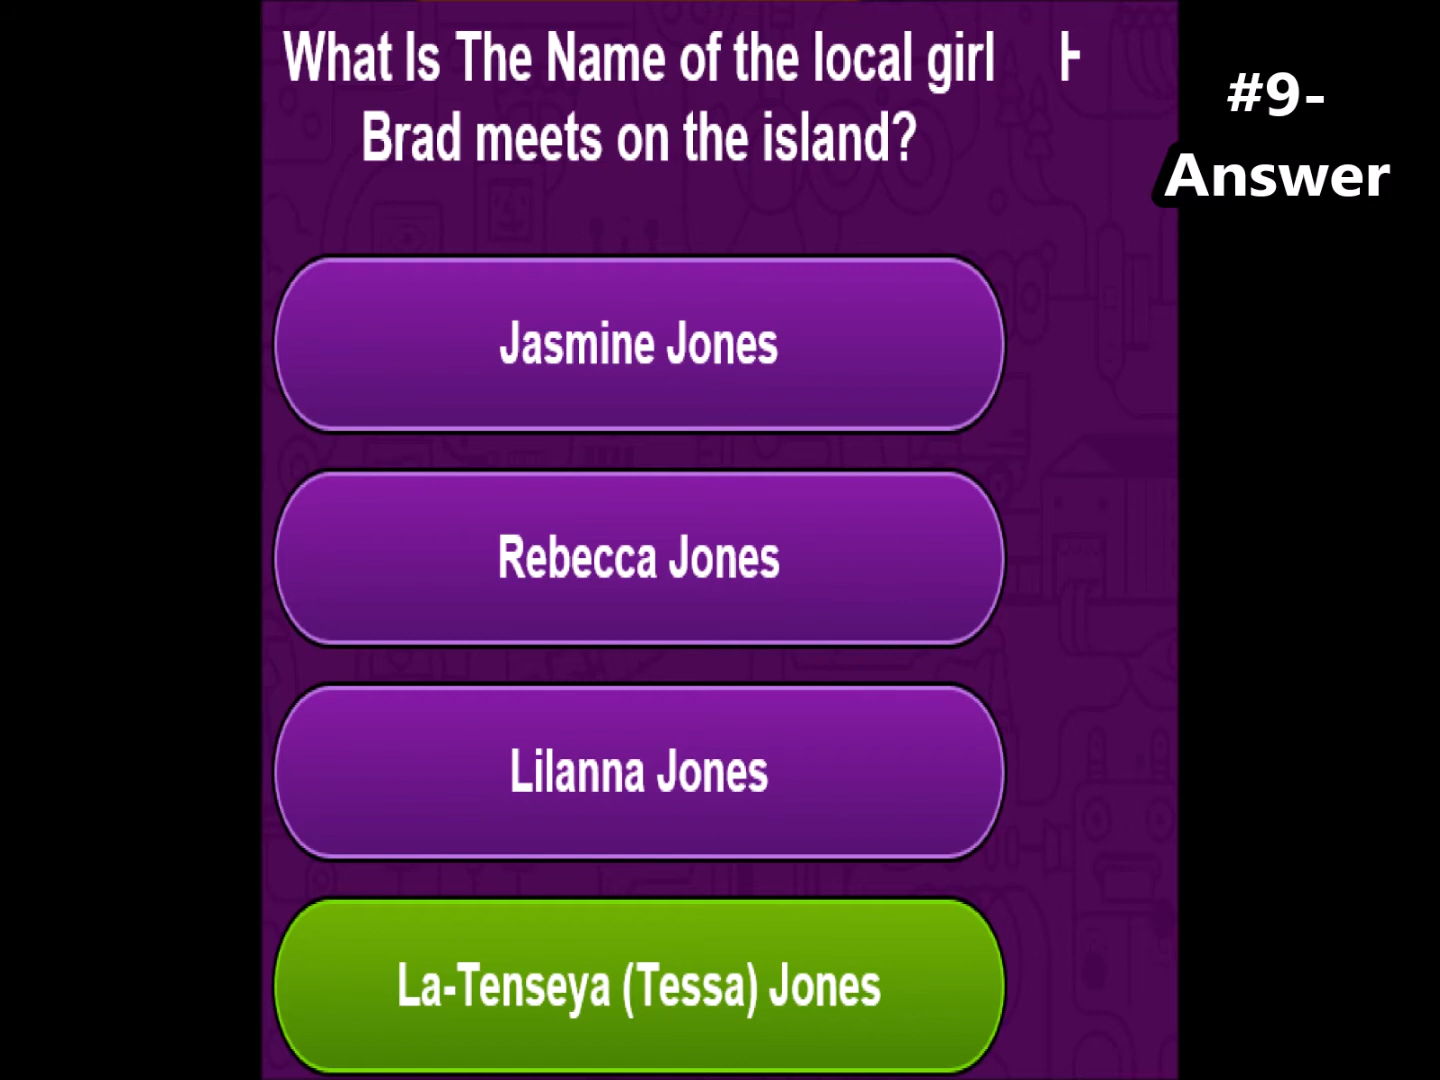 What Is The Name of the local girl
Brad meets on the island?
#9-
Answer
Jasmine Jones
Rebecca Jones
Lilanna Jones
La-Tenseya (Tessa) Jones